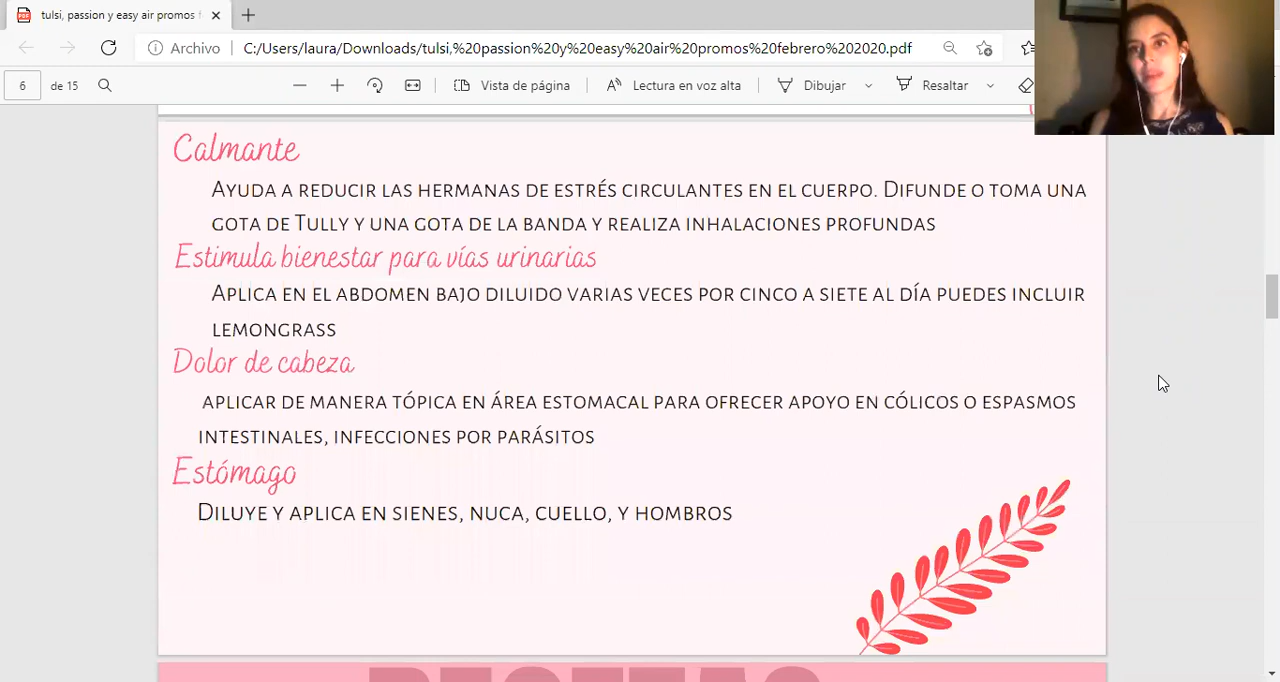 tulsi, passion y easy air promos f
Archivo
C:/Users/laura/Downloads/tulsi,%20passion%20y%20easy%20air%20promos%20febrero%202020.pdf
6 de 15
Vista de página
Lectura en voz alta
Dibujar
Resaltar
Calmante
Ayuda a reducir las hermanas de estrés circulantes en el cuerpo. Difunde o toma una
gota de Tully y una gota de la banda y realiza inhalaciones profundas
Estimula bienestar para vías urinarias
Aplica en el abdomen bajo diluido varias veces por cinco a siete al día puedes incluir
lemongrass
Dolor de cabeza
aplicar de manera tópica en área estomacal para ofrecer apoyo en cólicos o espasmos
intestinales, infecciones por parásitos
Estómago
Diluye y aplica en sienes, nuca, cuello, y hombros